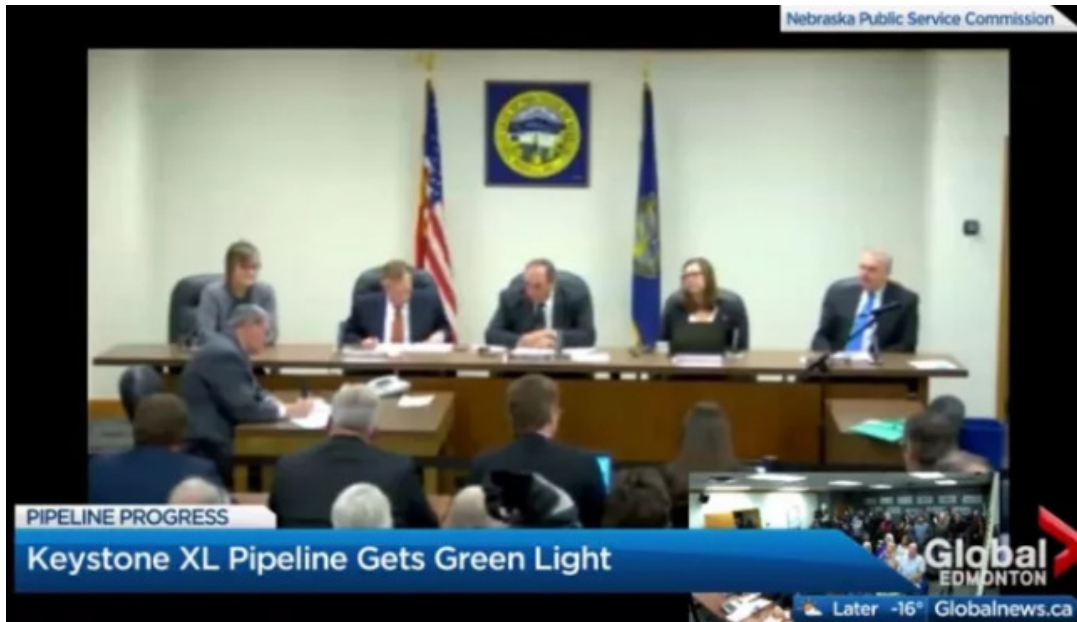 Nebraska Public Service Commission
PIPELINE PROGRESS
Keystone XL Pipeline Gets Green Light
Global
EDMONTON
Later -16° Globalnews.ca